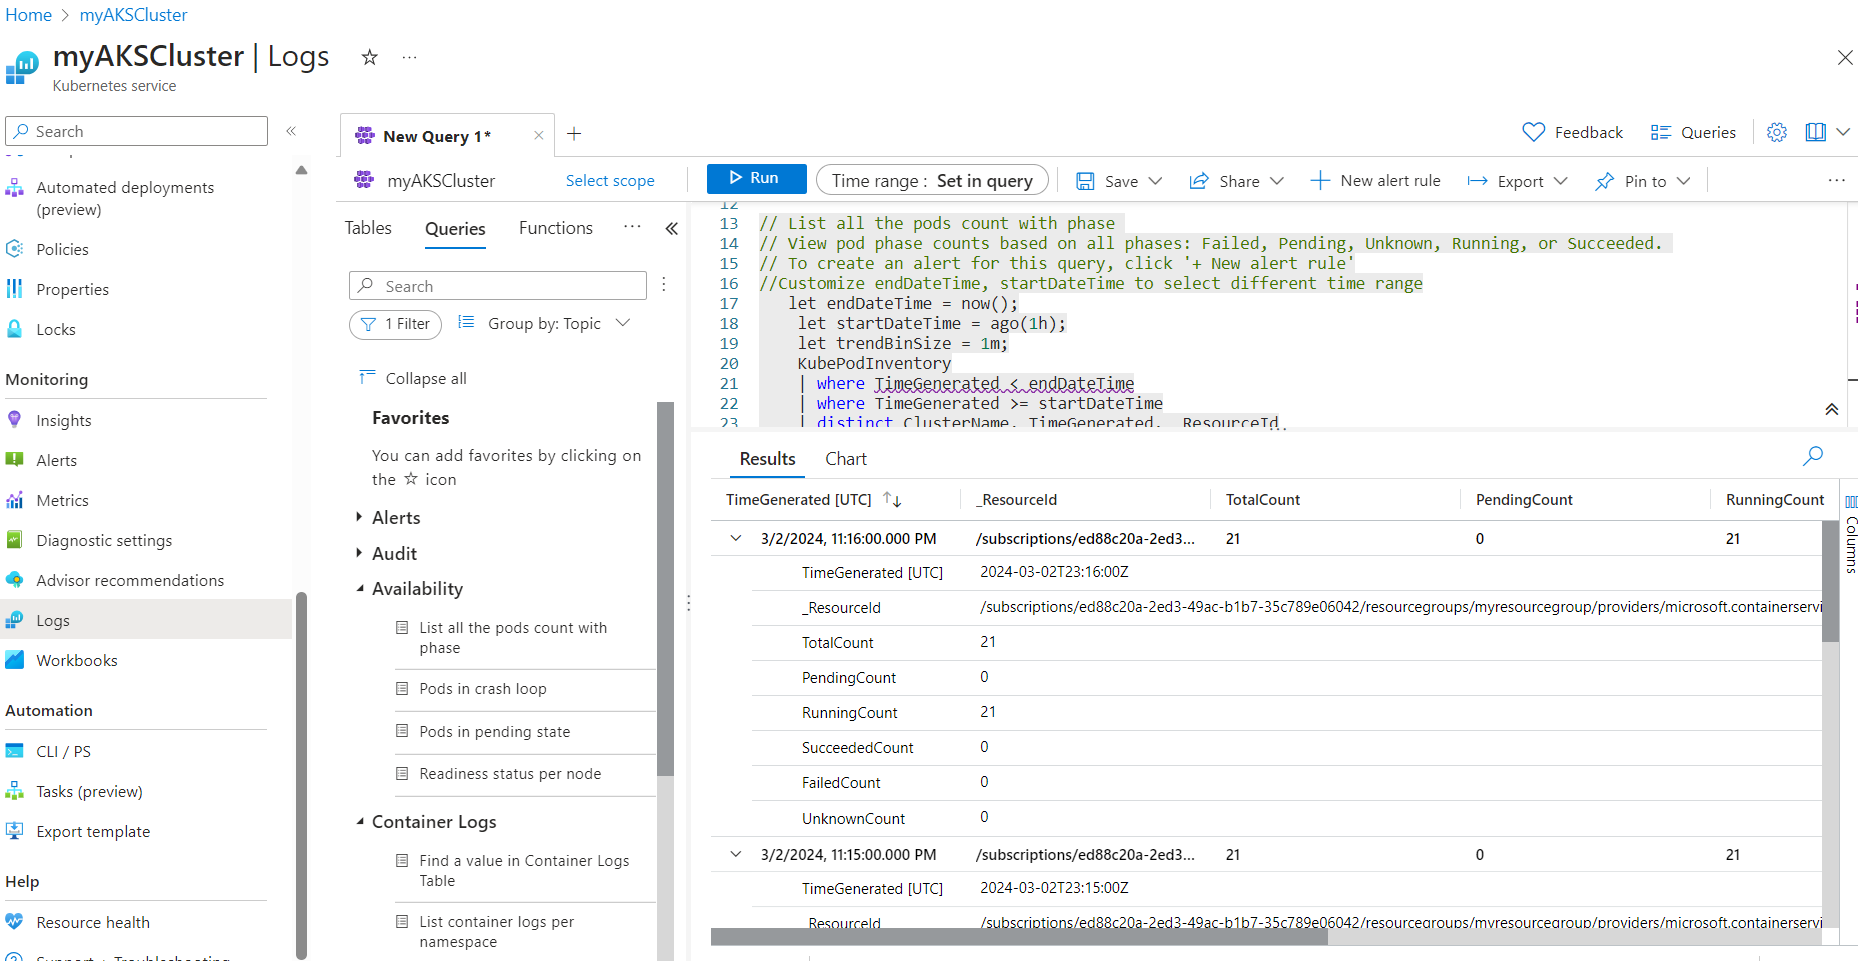 Home > myAKSCluster
myAKSCluster | Logs
Kubernetes service
Search
Automated deployments
(preview)
Policies
Properties
Locks
Monitoring
Insights
Alerts
Metrics
Diagnostic settings
Advisor recommendations
Logs
Workbooks
Automation
CLI / PS
Tasks (preview)
Export template
Help
Resource health
Support + Troubleshooting
New Query 1*
Feedback
Queries
myAKSCluster
Select scope
Run
Time range : Set in query
Save
Share
New alert rule
Export
Pin to
Tables
Queries
Functions
Search
1 Filter
Group by: Topic
Collapse all
Favorites
You can add favorites by clicking on
the ☆ icon
Alerts
Audit
Availability
List all the pods count with
phase
Pods in crash loop
Pods in pending state
Readiness status per node
Container Logs
Find a value in Container Logs
Table
List container logs per
namespace
12
13 // List all the pods count with phase
14 // View pod phase counts based on all phases: Failed, Pending, Unknown, Running, or Succeeded.
15 // To create an alert for this query, click '+ New alert rule'
16 //Customize endDateTime, startDateTime to select different time range
17 let endDateTime = now();
18 let startDateTime = ago(1h);
19 let trendBinSize = 1m;
20 KubePodInventory
21 | where TimeGenerated < endDateTime
22 | where TimeGenerated >= startDateTime
23 | distinct ClusterName, TimeGenerated, _ResourceId
Results
Chart
TimeGenerated [UTC] _ResourceId TotalCount PendingCount RunningCount
3/2/2024, 11:16:00.000 PM /subscriptions/ed88c20a-2ed3... 21 0 21
TimeGenerated [UTC] 2024-03-02T23:16:00Z
_ResourceId /subscriptions/ed88c20a-2ed3-49ac-b1b7-35c789e06042/resourcegroups/myresourcegroup/providers/microsoft.containerservi
TotalCount 21
PendingCount 0
RunningCount 21
SucceededCount 0
FailedCount 0
UnknownCount 0
3/2/2024, 11:15:00.000 PM /subscriptions/ed88c20a-2ed3... 21 0 21
TimeGenerated [UTC] 2024-03-02T23:15:00Z
_ResourceId /subscriptions/ed88c20a-2ed3-49ac-b1b7-35c789e06042/resourcegroups/myresourcegroup/providers/microsoft.containerservi
Columns